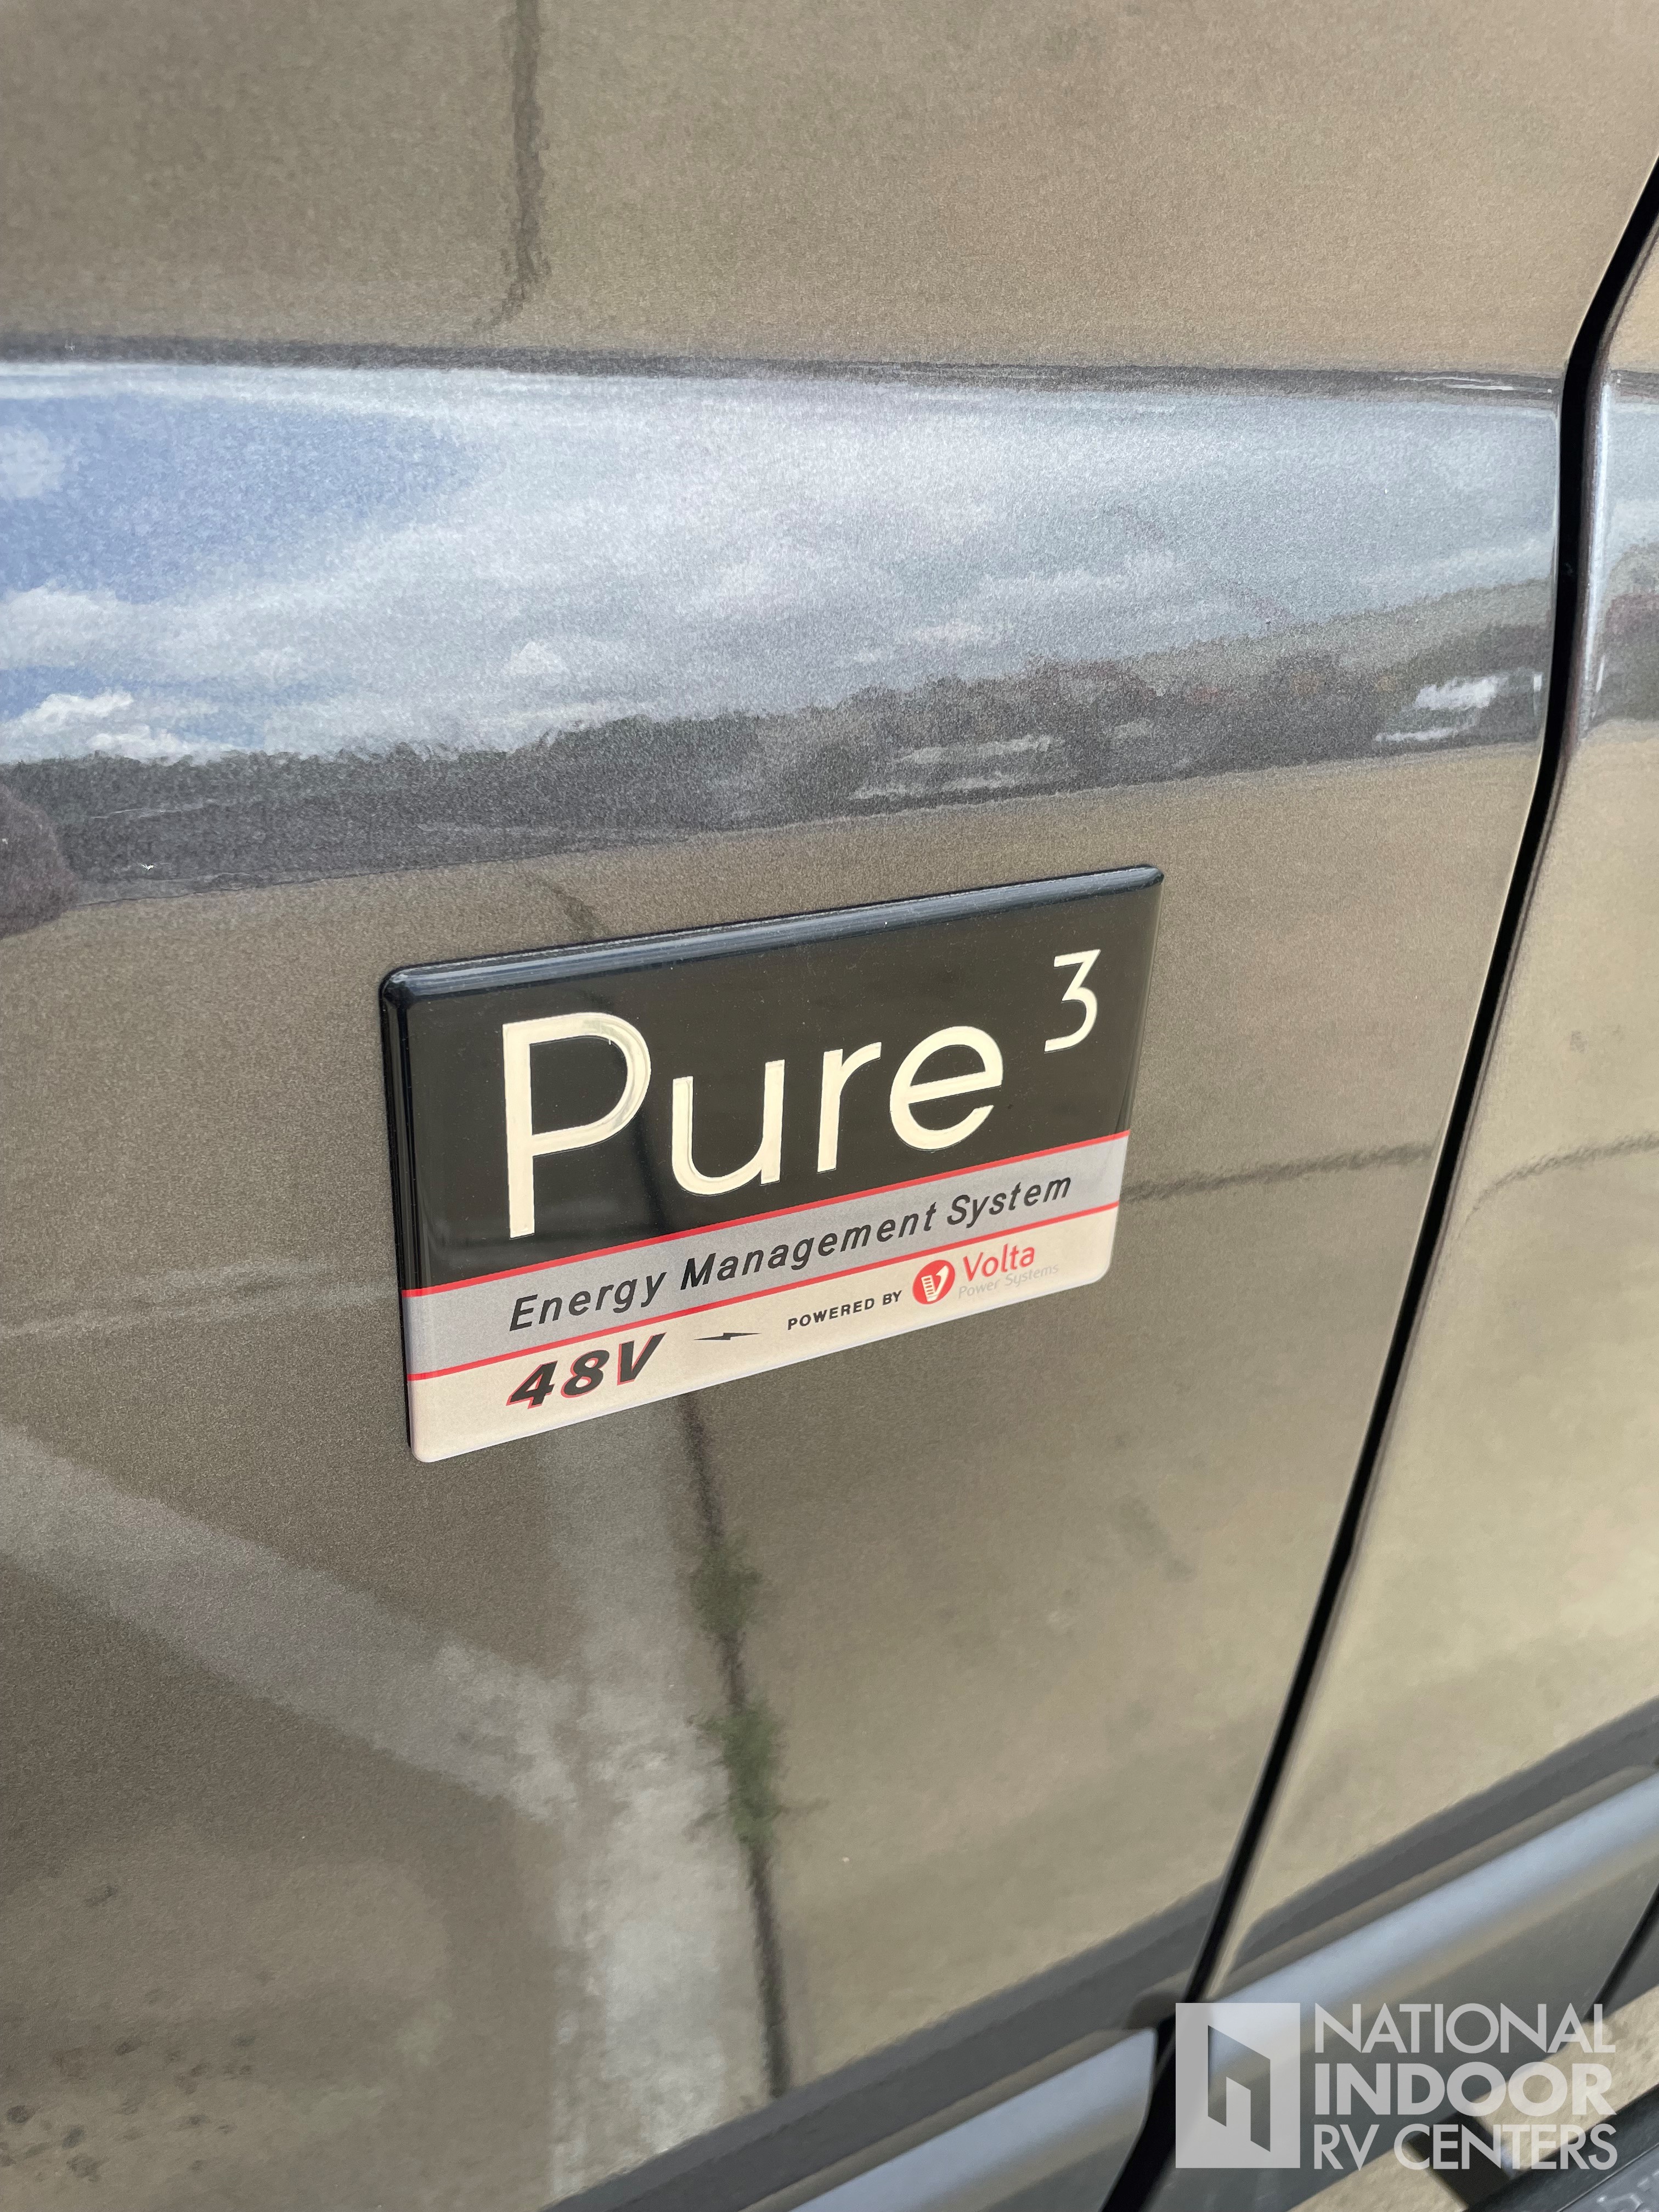 Pure³
Energy Management System
48V POWERED BY Volta
Power Systems
NATIONAL
INDOOR
RV CENTERS